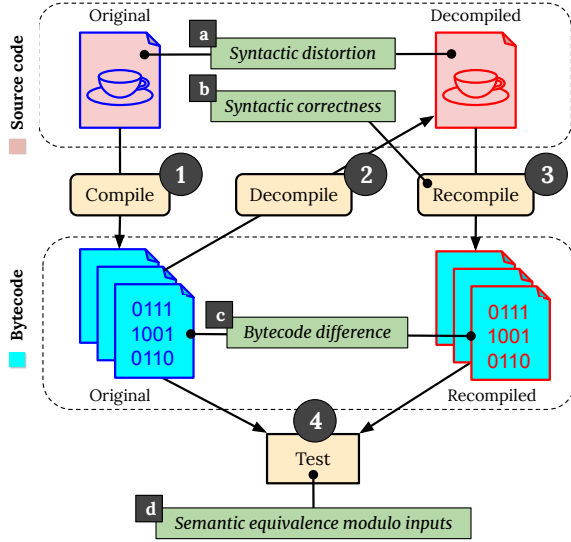 Original
Decompiled
a
Syntactic distortion
b
Syntactic correctness
Source code
1
2
3
Compile
Decompile
Recompile
Bytecode
0111
1001
0110
c
Bytecode difference
0111
1001
0110
Original
Recompiled
4
Test
d
Semantic equivalence modulo inputs